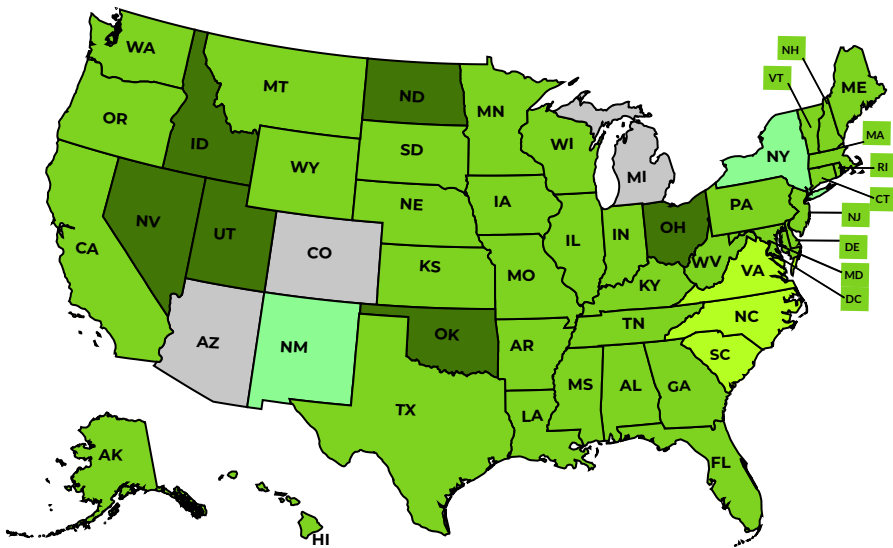 NH
WA
VT
MT
ME
ND
MN
OR
MA
ID
WI
SD
NY
RI
WY
MI
CT
NE
IA
PA
NV
OH
NJ
UT
IL
IN
CA
DE
CO
WV
KS
VA
MD
MO
KY
DC
NC
TN
AZ
NM
OK
AR
SC
MS
AL
GA
TX
LA
AK
FL
HI